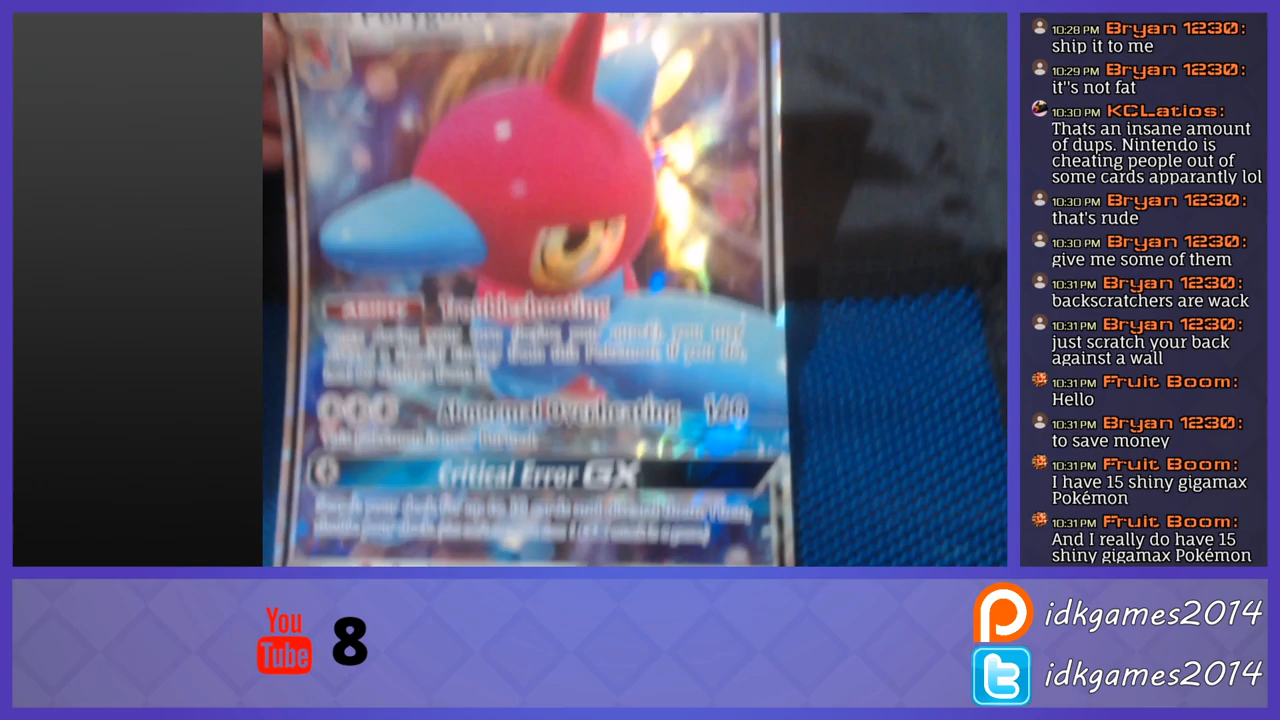 ABILITY Troubleshooting
Abnormal Overheating
Critical Error GX
10:28 PM Bryan 1230:
ship it to me
10:29 PM Bryan 1230:
it''s not fat
10:30 PM KCLatios:
Thats an insane amount
of dups. Nintendo is
cheating people out of
some cards apparantly lol
10:30 PM Bryan 1230:
that's rude
10:30 PM Bryan 1230:
give me some of them
10:31 PM Bryan 1230:
backscratchers are wack
10:31 PM Bryan 1230:
just scratch your back
against a wall
10:31 PM Fruit Boom:
Hello
10:31 PM Bryan 1230:
to save money
10:31 PM Fruit Boom:
I have 15 shiny gigamax
Pokémon
10:31 PM Fruit Boom:
And I really do have 15
shiny gigamax Pokémon
You
Tube
8
idkgames2014
idkgames2014